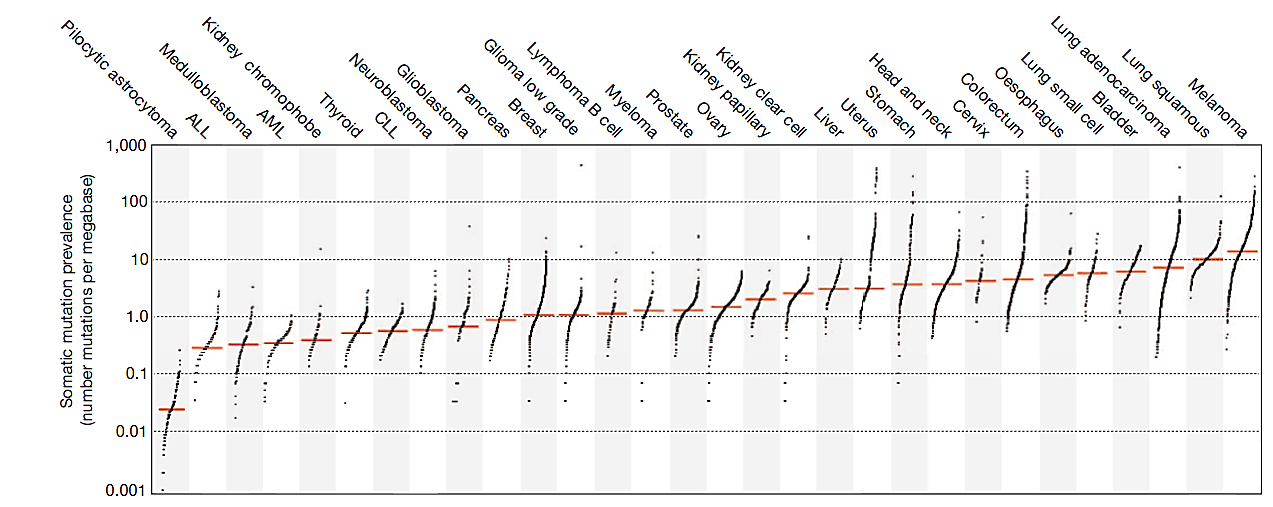 Pilocytic astrocytoma
ALL
Medulloblastoma
AML
Kidney chromophobe
Thyroid
CLL
Neuroblastoma
Glioblastoma
Pancreas
Breast
Glioma low grade
Lymphoma B cell
Myeloma
Prostate
Ovary
Kidney papillary
Kidney clear cell
Liver
Uterus
Stomach
Head and neck
Cervix
Colorectum
Oesophagus
Lung small cell
Bladder
Lung adenocarcinoma
Lung squamous
Melanoma
Somatic mutation prevalence
(number mutations per megabase)
1,000
100
10
1.0
0.1
0.01
0.001